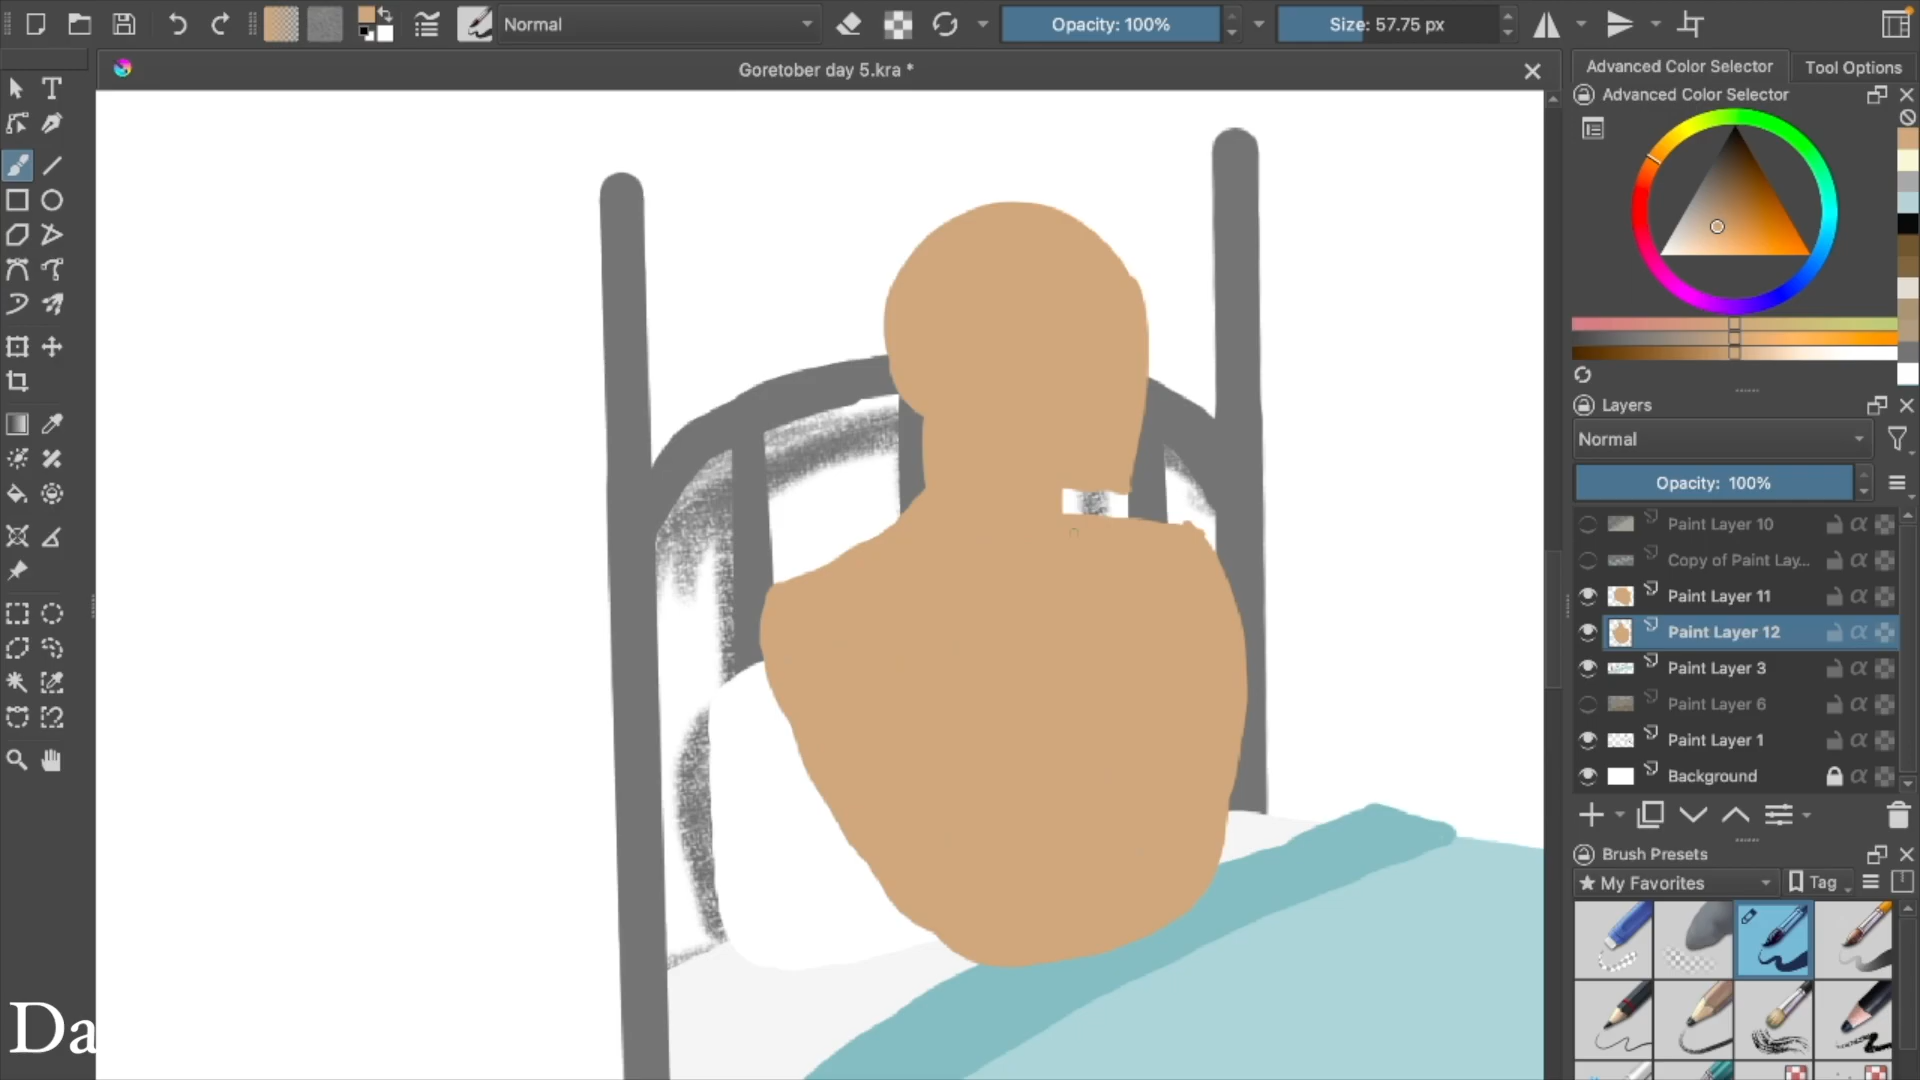 Normal
Opacity: 100%
Size: 57.75 px
Goretober day 5.kra *
Advanced Color Selector
Tool Options
Advanced Color Selector
Layers
Normal
Opacity: 100%
Paint Layer 10
Copy of Paint Lay...
Paint Layer 11
Paint Layer 12
Paint Layer 3
Paint Layer 6
Paint Layer 1
Background
Brush Presets
★ My Favorites
Tag
Da